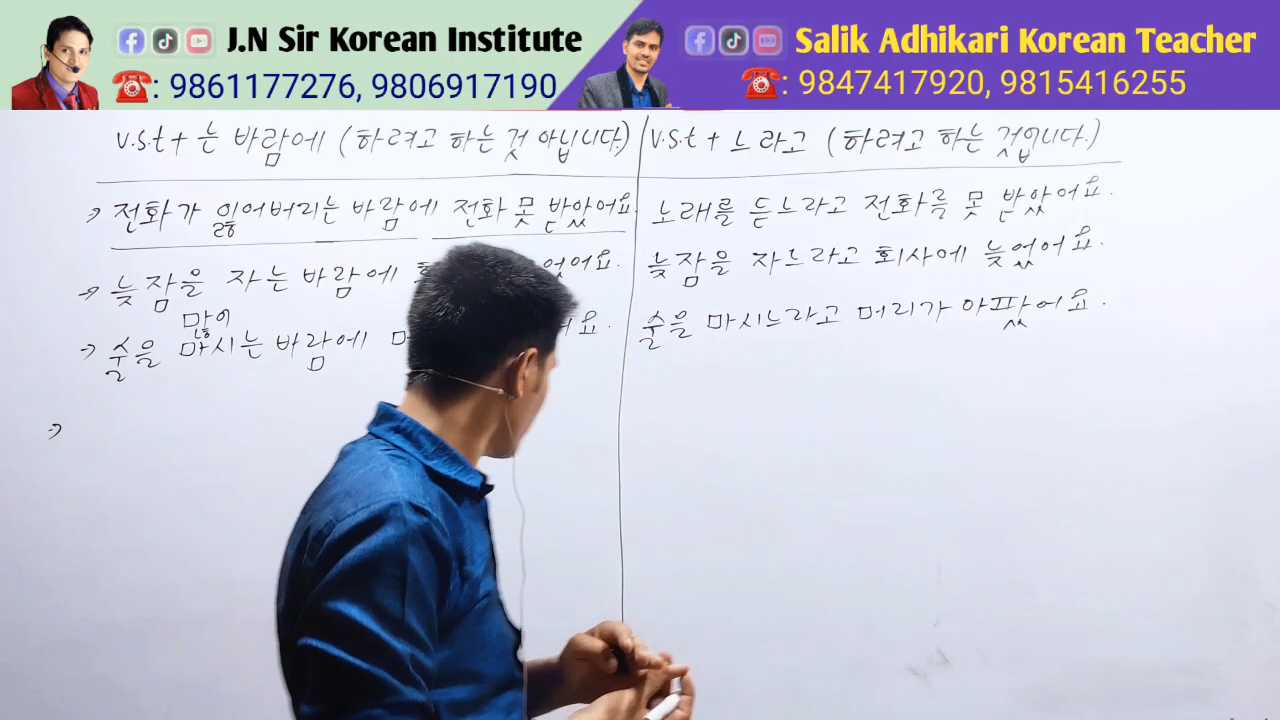 J.N Sir Korean Institute
☎: 9861177276, 9806917190
Salik Adhikari Korean Teacher
☎: 9847417920, 9815416255
v.s.t + 는 바람에 (하려고 하는 것 아닙니다.)
→ 전화가 잃어버리는 바람에 전화 못 받았어요.
→ 늦잠을 자는 바람에 었어요.
많이
→ 술을 마시는 바람에 어요.
→
v.s.t + 느라고 (하려고 하는 것입니다.)
노래를 듣느라고 전화를 못 받았어요.
늦잠을 자느라고 회사에 늦었어요.
술을 마시느라고 머리가 아팠어요.